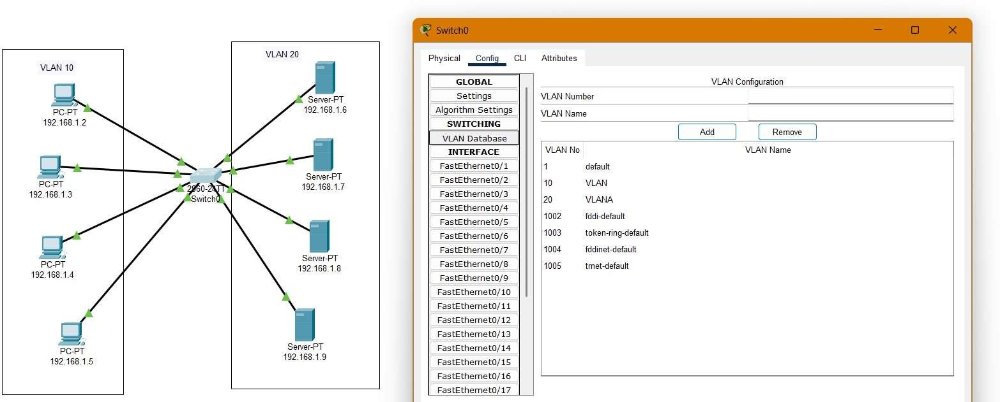 VLAN 10
PC-PT
192.168.1.2
PC-PT
192.168.1.3
PC-PT
192.168.1.4
PC-PT
192.168.1.5
2960-24TT
Switch0
VLAN 20
Server-PT
192.168.1.6
Server-PT
192.168.1.7
Server-PT
192.168.1.8
Server-PT
192.168.1.9
Switch0
Physical Config CLI Attributes
GLOBAL
Settings
Algorithm Settings
SWITCHING
VLAN Database
INTERFACE
FastEthernet0/1
FastEthernet0/2
FastEthernet0/3
FastEthernet0/4
FastEthernet0/5
FastEthernet0/6
FastEthernet0/7
FastEthernet0/8
FastEthernet0/9
FastEthernet0/10
FastEthernet0/11
FastEthernet0/12
FastEthernet0/13
FastEthernet0/14
FastEthernet0/15
FastEthernet0/16
FastEthernet0/17
VLAN Configuration
VLAN Number
VLAN Name
Add Remove
VLAN No VLAN Name
1 default
10 VLAN
20 VLANA
1002 fddi-default
1003 token-ring-default
1004 fddinet-default
1005 trnet-default